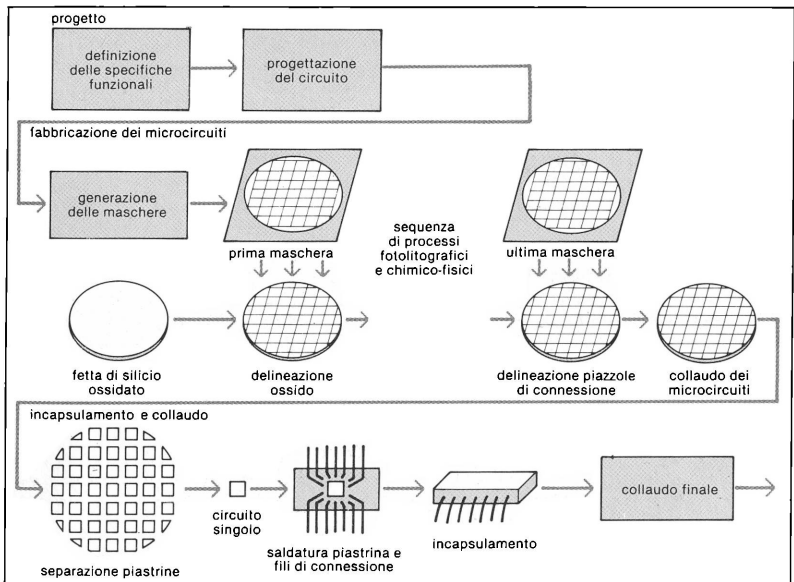 progetto
definizione
delle specifiche
funzionali
progettazione
del circuito
fabbricazione dei microcircuiti
generazione
delle maschere
prima maschera
sequenza
di processi
fotolitografici
e chimico-fisici
ultima maschera
fetta di silicio
ossidato
delineazione
ossido
delineazione piazzole
di connessione
collaudo dei
microcircuiti
incapsulamento e collaudo
separazione piastrine
circuito
singolo
saldatura piastrina e
fili di connessione
incapsulamento
collaudo finale